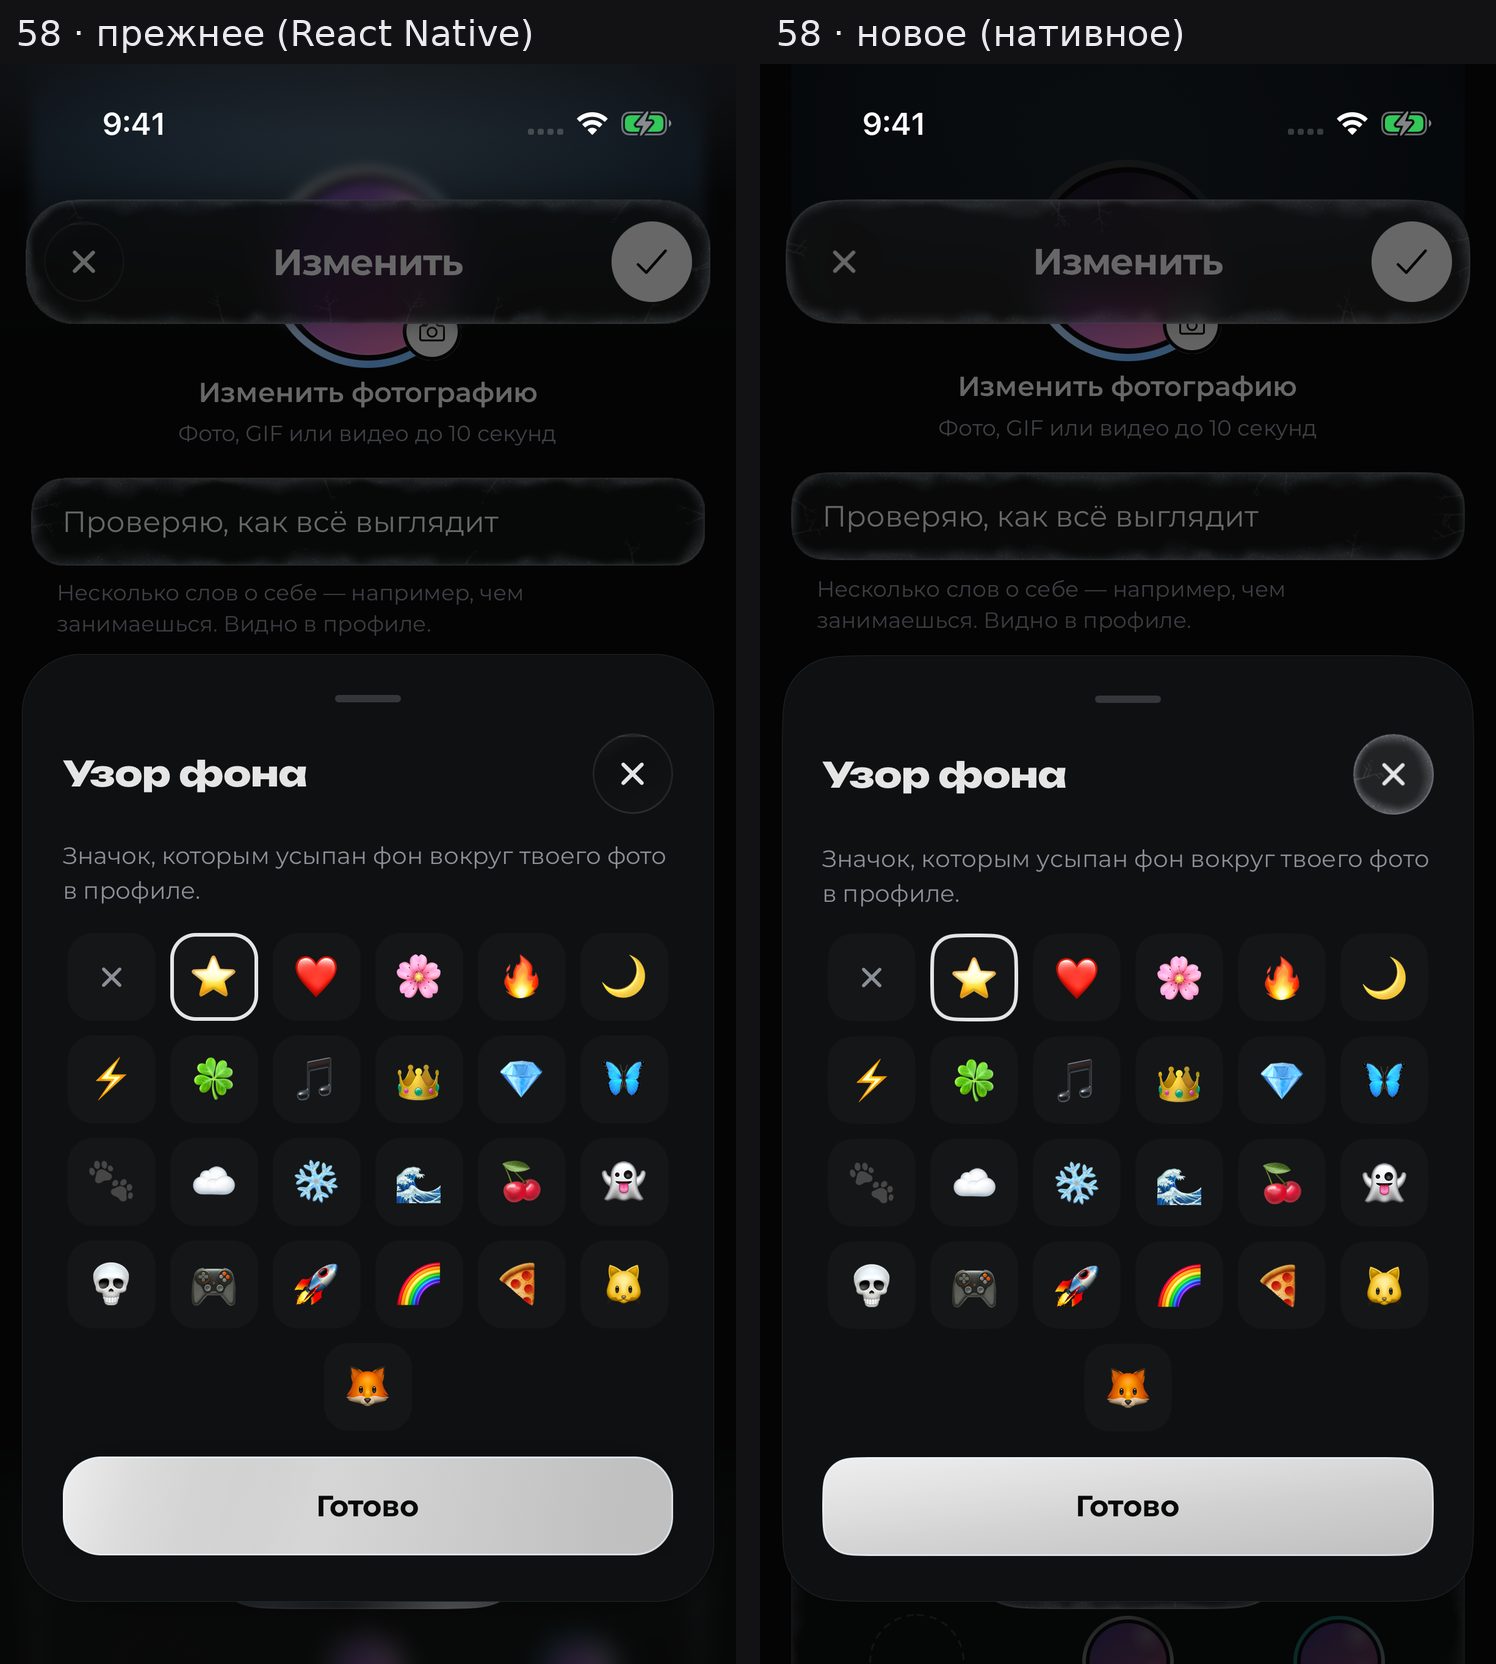 58 · прежнее (React Native)
9:41
Изменить
Изменить фотографию
Фото, GIF или видео до 10 секунд
Проверяю, как всё выглядит
Несколько слов о себе — например, чем
занимаешься. Видно в профиле.
Узор фона
Значок, которым усыпан фон вокруг твоего фото
в профиле.
Готово
58 · новое (нативное)
9:41
Изменить
Изменить фотографию
Фото, GIF или видео до 10 секунд
Проверяю, как всё выглядит
Несколько слов о себе — например, чем
занимаешься. Видно в профиле.
Узор фона
Значок, которым усыпан фон вокруг твоего фото
в профиле.
Готово